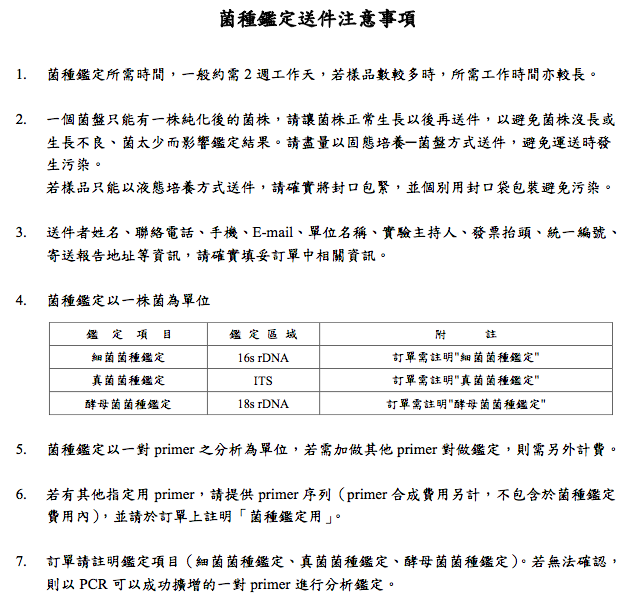 菌種鑑定送件注意事項
1. 菌種鑑定所需時間，一般約需 2 週工作天，若樣品數較多時，所需工作時間亦較長。
2. 一個菌盤只能有一株純化後的菌株，請讓菌株正常生長以後再送件，以避免菌株沒長或
生長不良、菌太少而影響鑑定結果。請盡量以固態培養─菌盤方式送件，避免運送時發
生污染。
若樣品只能以液態培養方式送件，請確實將封口包緊，並個別用封口袋包裝避免污染。
3. 送件者姓名、聯絡電話、手機、E-mail、單位名稱、實驗主持人、發票抬頭、統一編號、
寄送報告地址等資訊，請確實填妥訂單中相關資訊。
4. 菌種鑑定以一株菌為單位
鑑 定 項 目 鑑 定 區 域 附 註
細菌菌種鑑定 16s rDNA 訂單需註明"細菌菌種鑑定"
真菌菌種鑑定 ITS 訂單需註明"真菌菌種鑑定"
酵母菌菌種鑑定 18s rDNA 訂單需註明"酵母菌菌種鑑定"
5. 菌種鑑定以一對 primer 之分析為單位，若需加做其他 primer 對做鑑定，則需另外計費。
6. 若有其他指定用 primer，請提供 primer 序列（primer 合成費用另計，不包含於菌種鑑定
費用內），並請於訂單上註明「菌種鑑定用」。
7. 訂單請註明鑑定項目（細菌菌種鑑定、真菌菌種鑑定、酵母菌菌種鑑定）。若無法確認，
則以 PCR 可以成功擴增的一對 primer 進行分析鑑定。